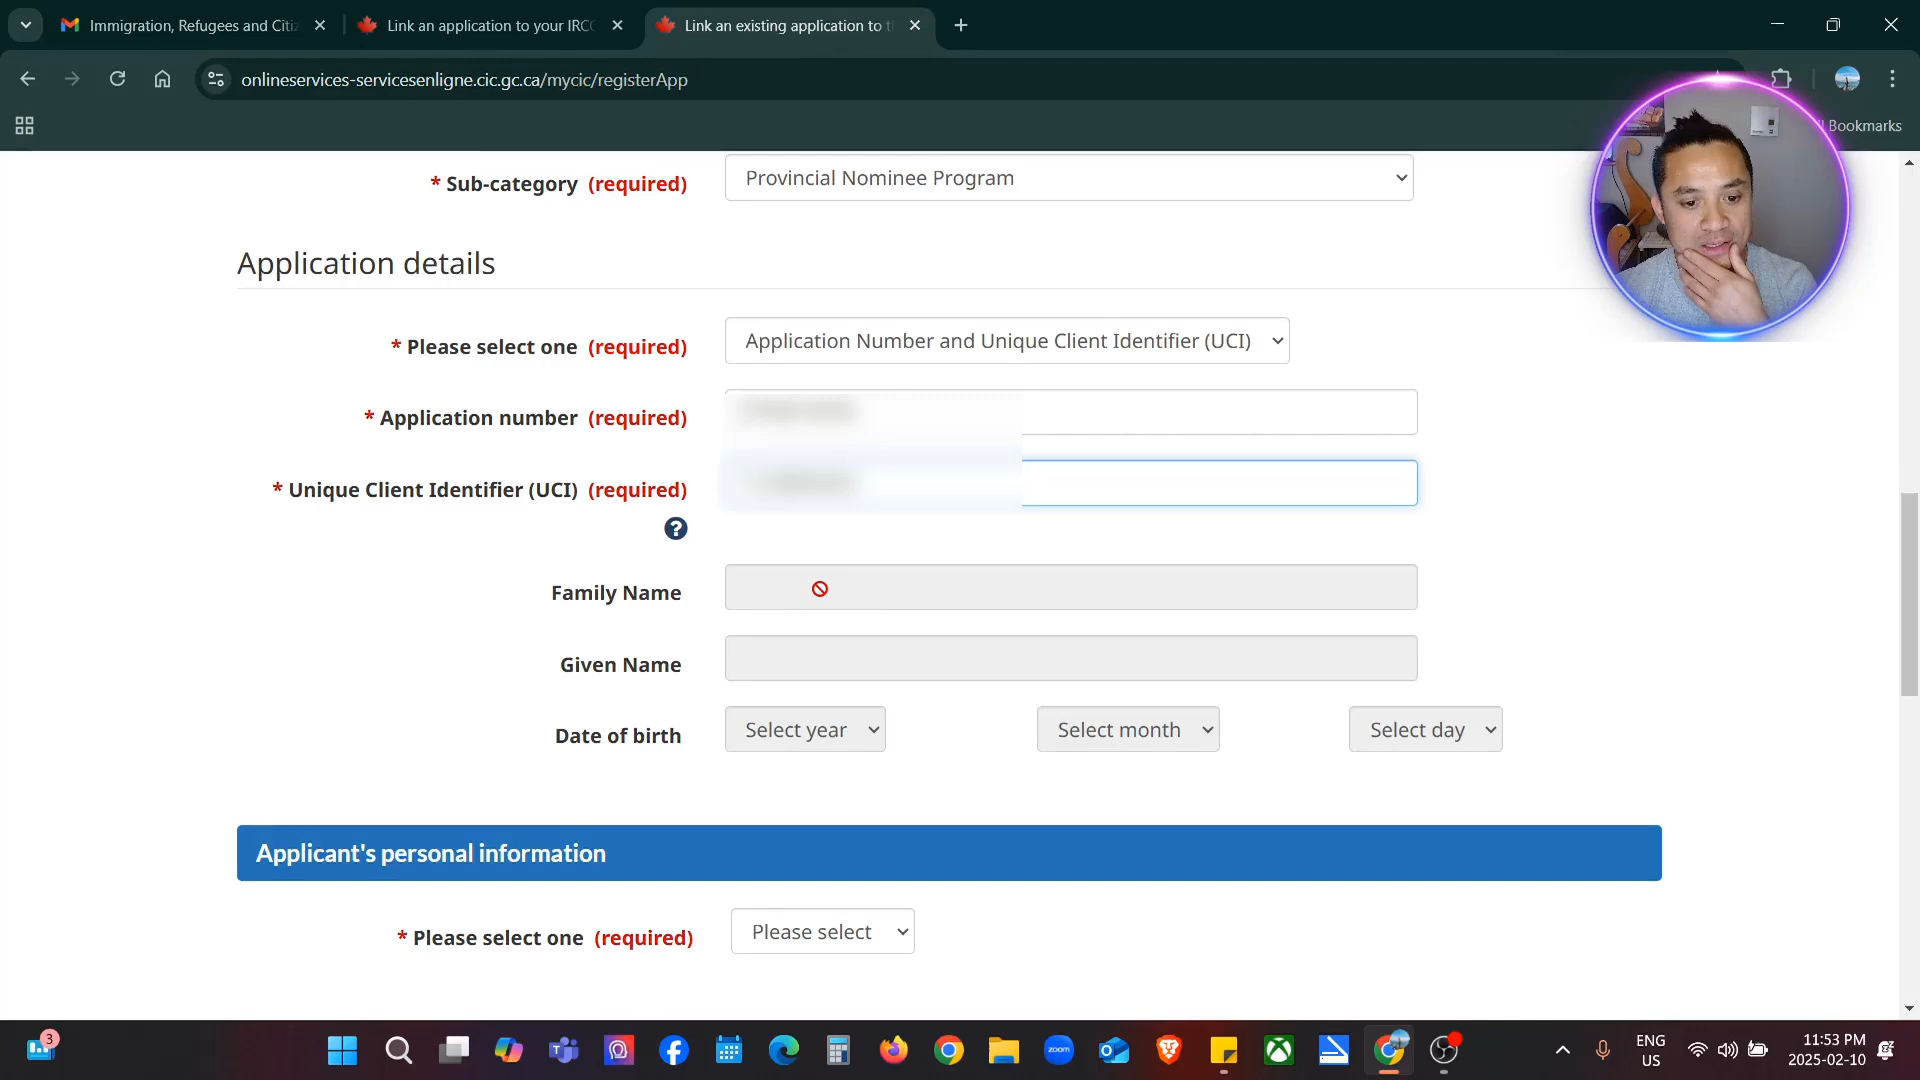 Immigration, Refugees and Citi
Link an application to your IRCC
Link an existing application to t
onlineservices-servicesenligne.cic.gc.ca/mycic/registerApp
Bookmarks
* Sub-category (required)
Provincial Nominee Program
Application details
* Please select one (required)
Application Number and Unique Client Identifier (UCI)
* Application number (required)
* Unique Client Identifier (UCI) (required)
?
Family Name
Given Name
Date of birth
Select year
Select month
Select day
Applicant's personal information
* Please select one (required)
Please select
3
zoom
ENG
US
11:53 PM
2025-02-10